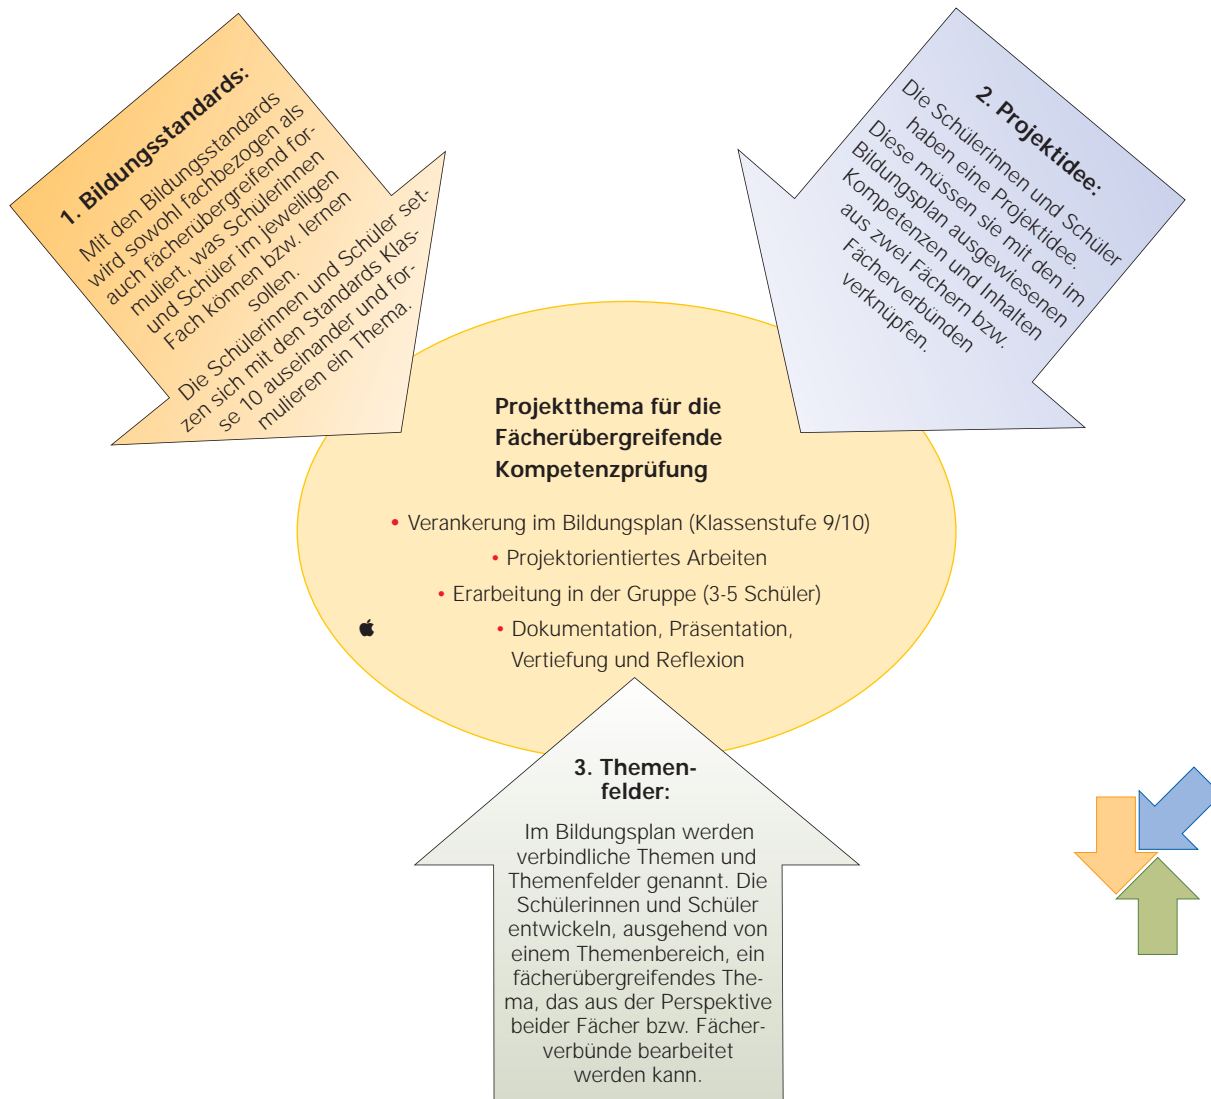 1. Bildungsstandards:
Mit den Bildungsstandards
wird sowohl fachbezogen als
auch fächerübergreifend for-
muliert, was Schülerinnen
und Schüler im jeweiligen
Fach können bzw. lernen
sollen.
Die Schülerinnen und Schüler set-
zen sich mit den Standards Klas-
se 10 auseinander und for-
mulieren ein Thema.
2. Projektidee:
Die Schülerinnen und Schüler
haben eine Projektidee.
Diese müssen sie mit den im
Bildungsplan ausgewiesenen
Kompetenzen und Inhalten
aus zwei Fächern bzw.
Fächerverbünden
verknüpfen.
Projektthema für die
Fächerübergreifende
Kompetenzprüfung
• Verankerung im Bildungsplan (Klassenstufe 9/10)
• Projektorientiertes Arbeiten
• Erarbeitung in der Gruppe (3-5 Schüler)
• Dokumentation, Präsentation,
Vertiefung und Reflexion
3. Themen-
felder:
Im Bildungsplan werden
verbindliche Themen und
Themenfelder genannt. Die
Schülerinnen und Schüler
entwickeln, ausgehend von
einem Themenbereich, ein
fächerübergreifendes The-
ma, das aus der Perspektive
beider Fächer bzw. Fächer-
verbünde bearbeitet
werden kann.